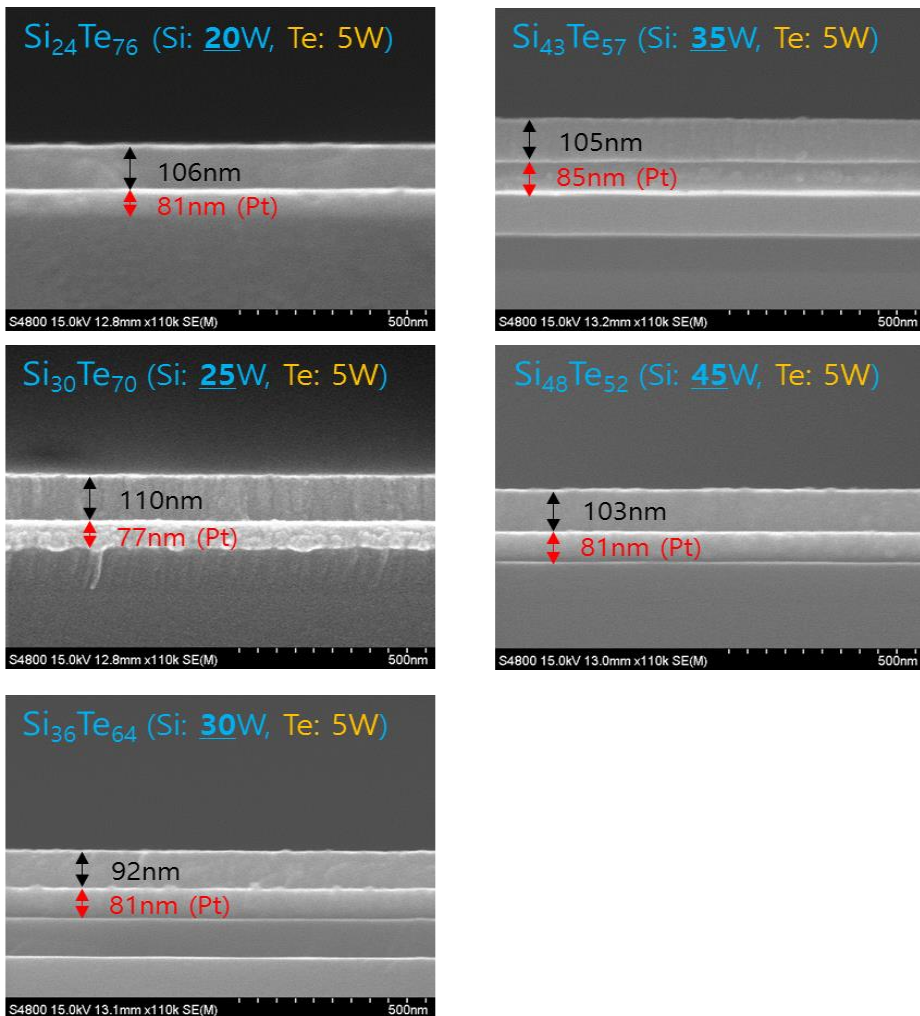 Si24Te76 (Si: 20W, Te: 5W)
106nm
81nm (Pt)
S4800 15.0kV 12.8mm x110k SE(M) 500nm
Si43Te57 (Si: 35W, Te: 5W)
105nm
85nm (Pt)
S4800 15.0kV 13.2mm x110k SE(M) 500nm
Si30Te70 (Si: 25W, Te: 5W)
110nm
77nm (Pt)
S4800 15.0kV 12.8mm x110k SE(M) 500nm
Si48Te52 (Si: 45W, Te: 5W)
103nm
81nm (Pt)
S4800 15.0kV 13.0mm x110k SE(M) 500nm
Si36Te64 (Si: 30W, Te: 5W)
92nm
81nm (Pt)
S4800 15.0kV 13.1mm x110k SE(M) 500nm